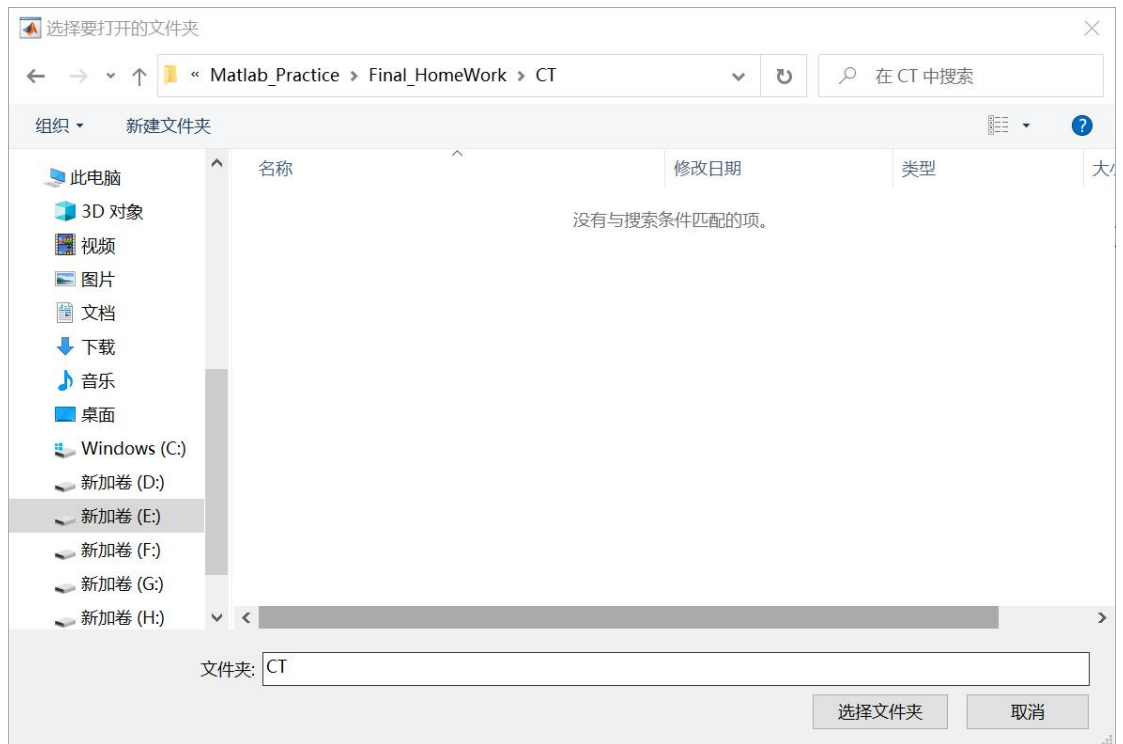 选择要打开的文件夹
« Matlab_Practice › Final_HomeWork › CT
在 CT 中搜索
组织
新建文件夹
名称
修改日期
类型
大小
没有与搜索条件匹配的项。
此电脑
3D 对象
视频
图片
文档
下载
音乐
桌面
Windows (C:)
新加卷 (D:)
新加卷 (E:)
新加卷 (F:)
新加卷 (G:)
新加卷 (H:)
文件夹: CT
选择文件夹
取消